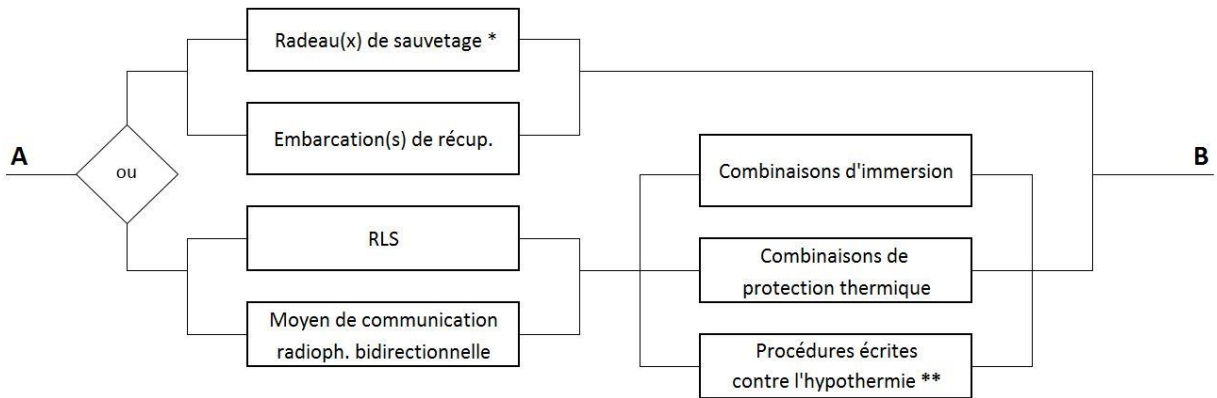 Radeau(x) de sauvetage *
Embarcation(s) de récup.
A
ou
B
Combinaisons d'immersion
RLS
Combinaisons de
protection thermique
Moyen de communication
radioph. bidirectionnelle
Procédures écrites
contre l'hypothermie **